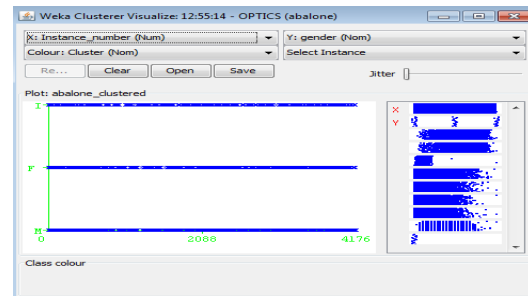 Weka Clusterer Visualize: 12:55:14 - OPTICS (abalone)
X: Instance_number (Num) Y: gender (Nom)
Colour: Cluster (Nom) Select Instance
Re... Clear Open Save Jitter
Plot: abalone_clustered
I
F
M
0 2088 4176
X
Y
Class colour